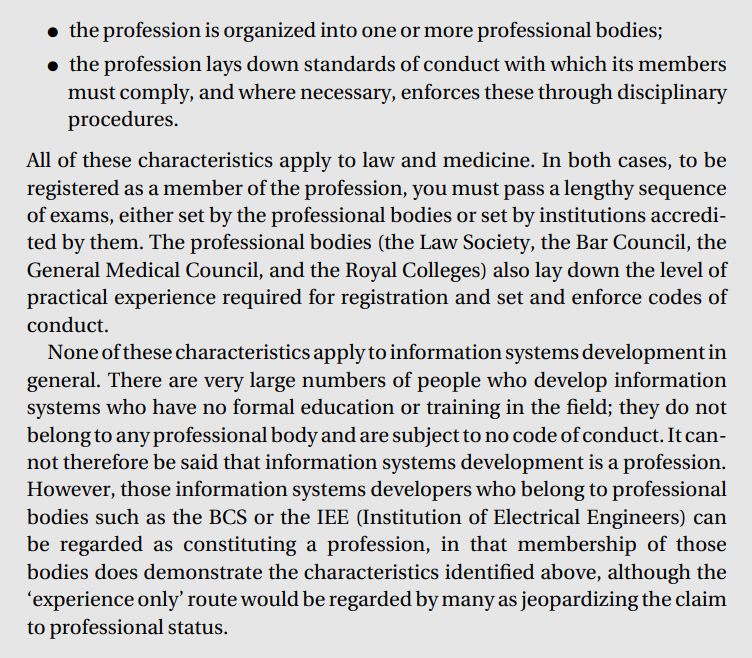 ● the profession is organized into one or more professional bodies;
● the profession lays down standards of conduct with which its members
must comply, and where necessary, enforces these through disciplinary
procedures.
All of these characteristics apply to law and medicine. In both cases, to be
registered as a member of the profession, you must pass a lengthy sequence
of exams, either set by the professional bodies or set by institutions accredi-
ted by them. The professional bodies (the Law Society, the Bar Council, the
General Medical Council, and the Royal Colleges) also lay down the level of
practical experience required for registration and set and enforce codes of
conduct.
None of these characteristics apply to information systems development in
general. There are very large numbers of people who develop information
systems who have no formal education or training in the field; they do not
belong to any professional body and are subject to no code of conduct. It can-
not therefore be said that information systems development is a profession.
However, those information systems developers who belong to professional
bodies such as the BCS or the IEE (Institution of Electrical Engineers) can
be regarded as constituting a profession, in that membership of those
bodies does demonstrate the characteristics identified above, although the
‘experience only’ route would be regarded by many as jeopardizing the claim
to professional status.